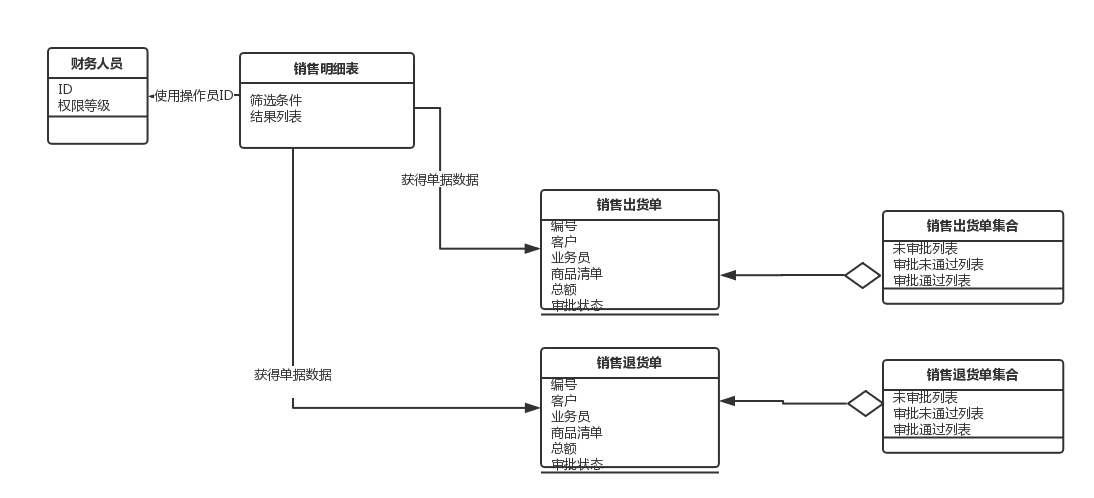 财务人员
ID
权限等级
使用操作员ID
销售明细表
筛选条件
结果列表
获得单据数据
获得单据数据
销售出货单
编号
客户
业务员
商品清单
总额
审批状态
销售出货单集合
未审批列表
审批未通过列表
审批通过列表
销售退货单
编号
客户
业务员
商品清单
总额
审批状态
销售退货单集合
未审批列表
审批未通过列表
审批通过列表